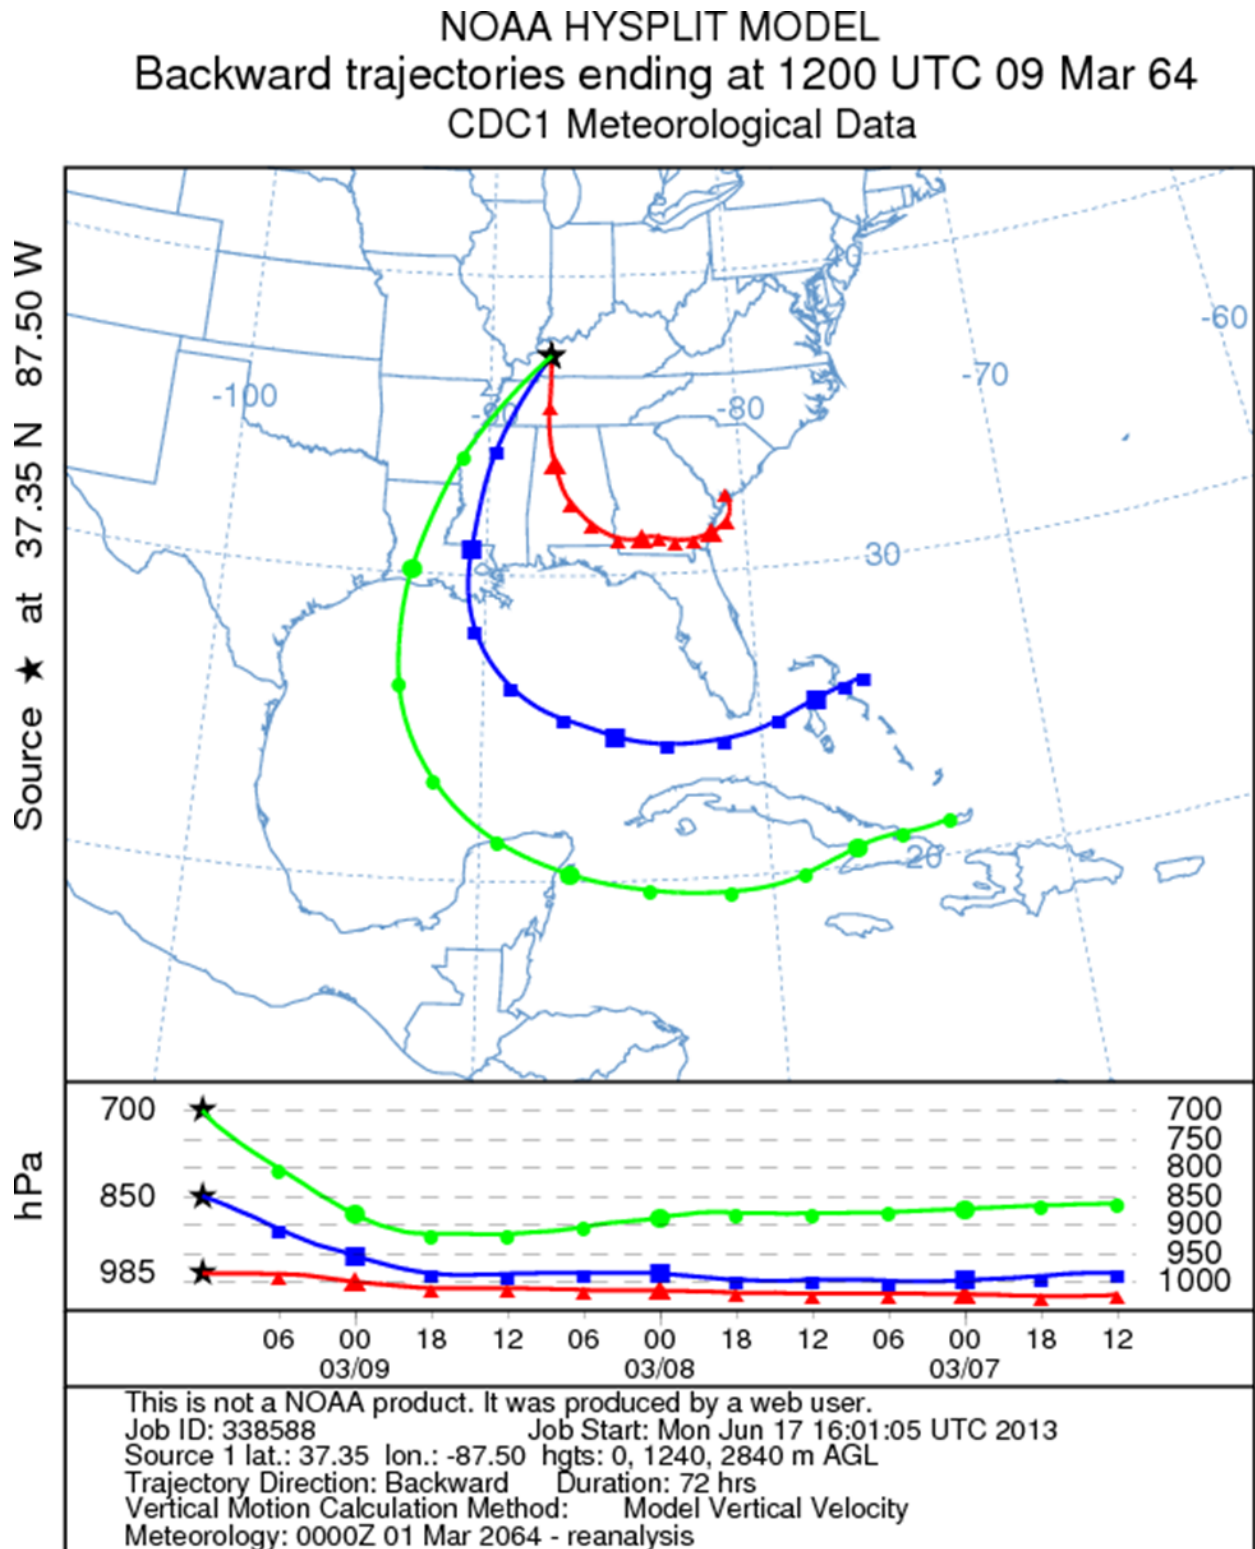 NOAA HYSPLIT MODEL
Backward trajectories ending at 1200 UTC 09 Mar 64
CDC1 Meteorological Data
Source ★ at 37.35 N 87.50 W
40
-60
-70
-100
-90
-80
30
20
hPa
700 700
750
800
850 850
900
950
985 1000
06 00 18 12 06 00 18 12 06 00 18 12
03/09 03/08 03/07
This is not a NOAA product. It was produced by a web user.
Job ID: 338588 Job Start: Mon Jun 17 16:01:05 UTC 2013
Source 1 lat.: 37.35 lon.: -87.50 hgts: 0, 1240, 2840 m AGL
Trajectory Direction: Backward Duration: 72 hrs
Vertical Motion Calculation Method: Model Vertical Velocity
Meteorology: 0000Z 01 Mar 2064 - reanalysis